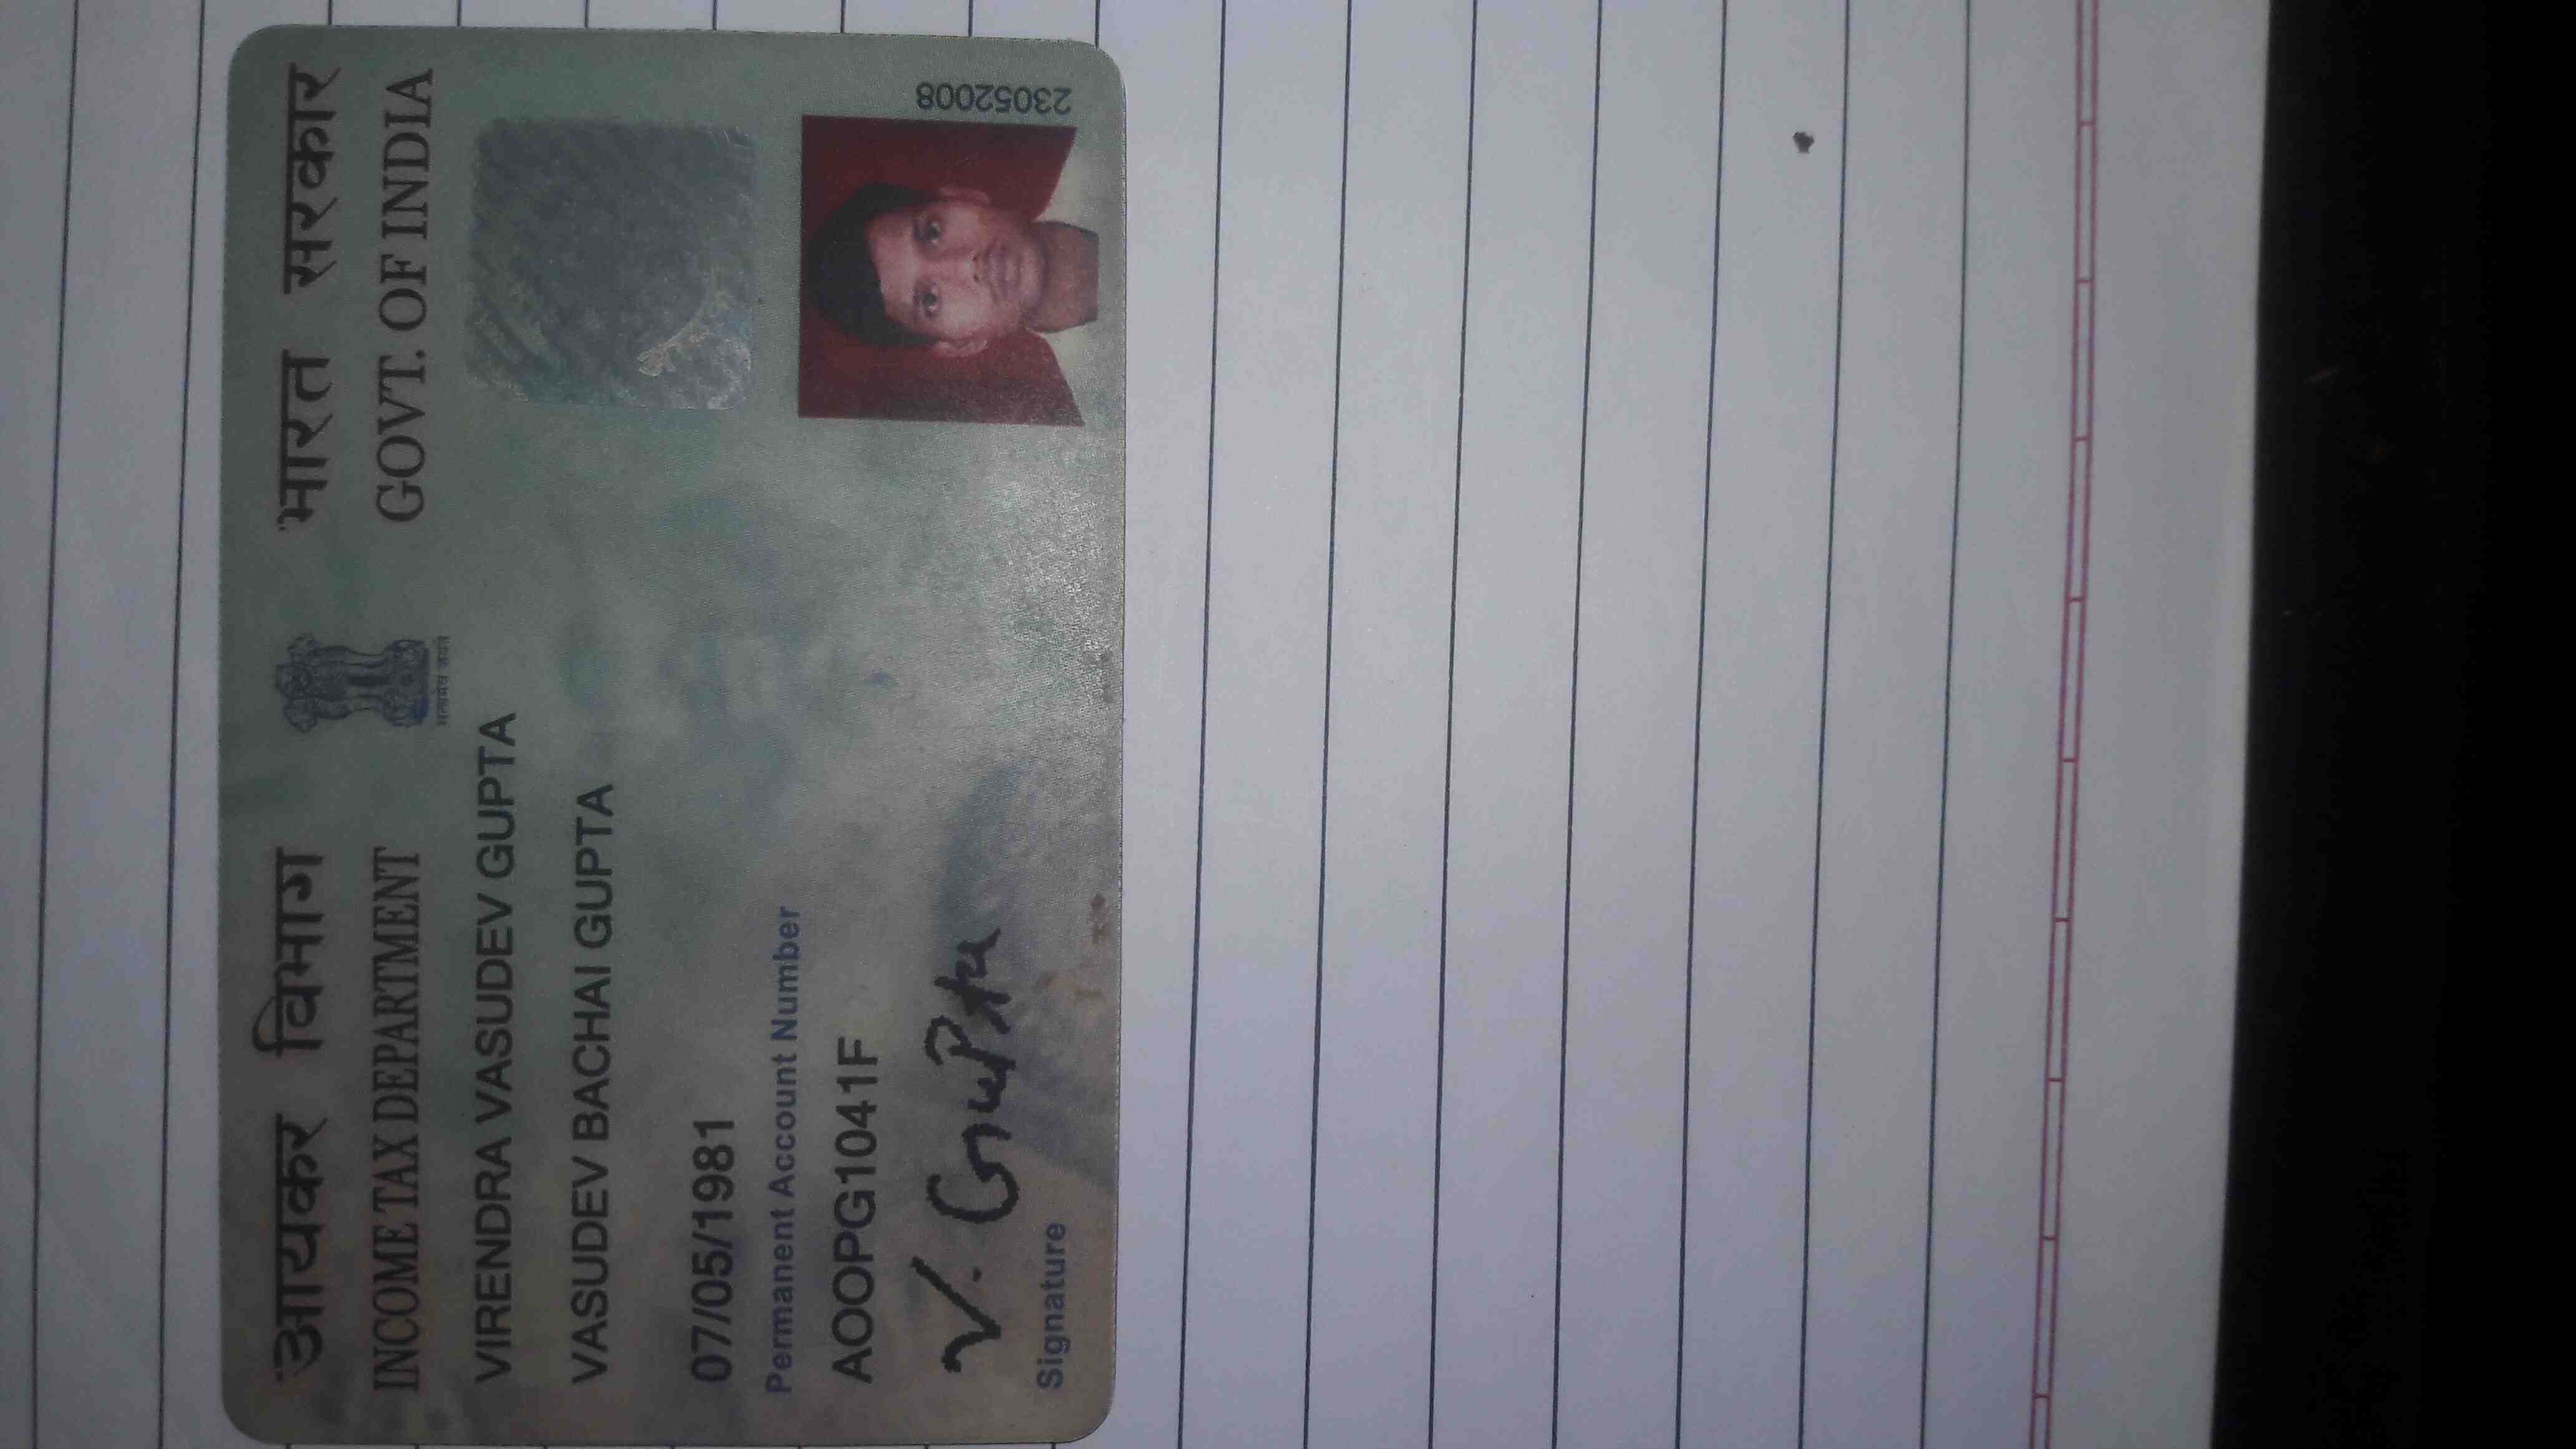 आयकर विभाग
INCOME TAX DEPARTMENT
सत्यमेव जयते
भारत सरकार
GOVT. OF INDIA
VIRENDRA VASUDEV GUPTA
VASUDEV BACHAI GUPTA
07/05/1981
Permanent Account Number
AOOPG1041F
V. Gupta
Signature
23052008